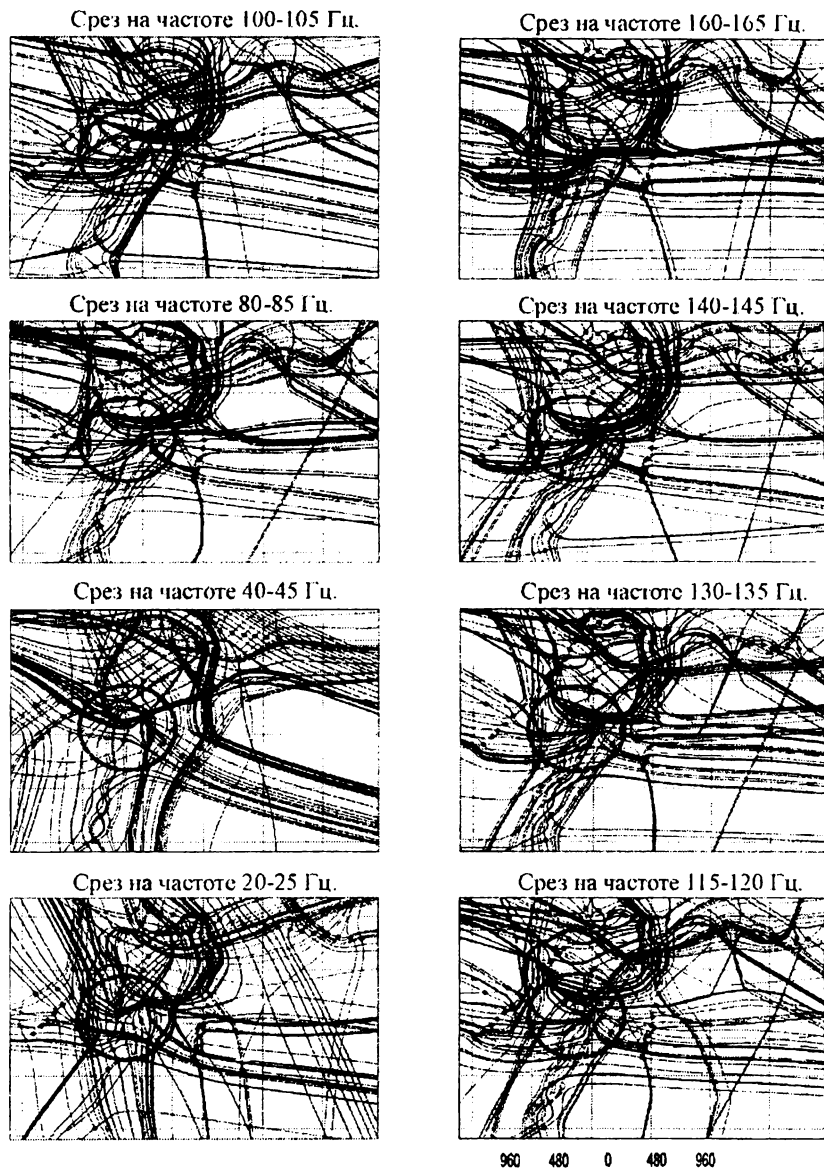 Срез на частоте 100-105 Гц.
Срез на частоте 160-165 Гц.
Срез на частоте 80-85 Гц.
Срез на частоте 140-145 Гц.
Срез на частоте 40-45 Гц.
Срез на частоте 130-135 Гц.
Срез на частоте 20-25 Гц.
Срез на частоте 115-120 Гц.
960 480 0 480 960